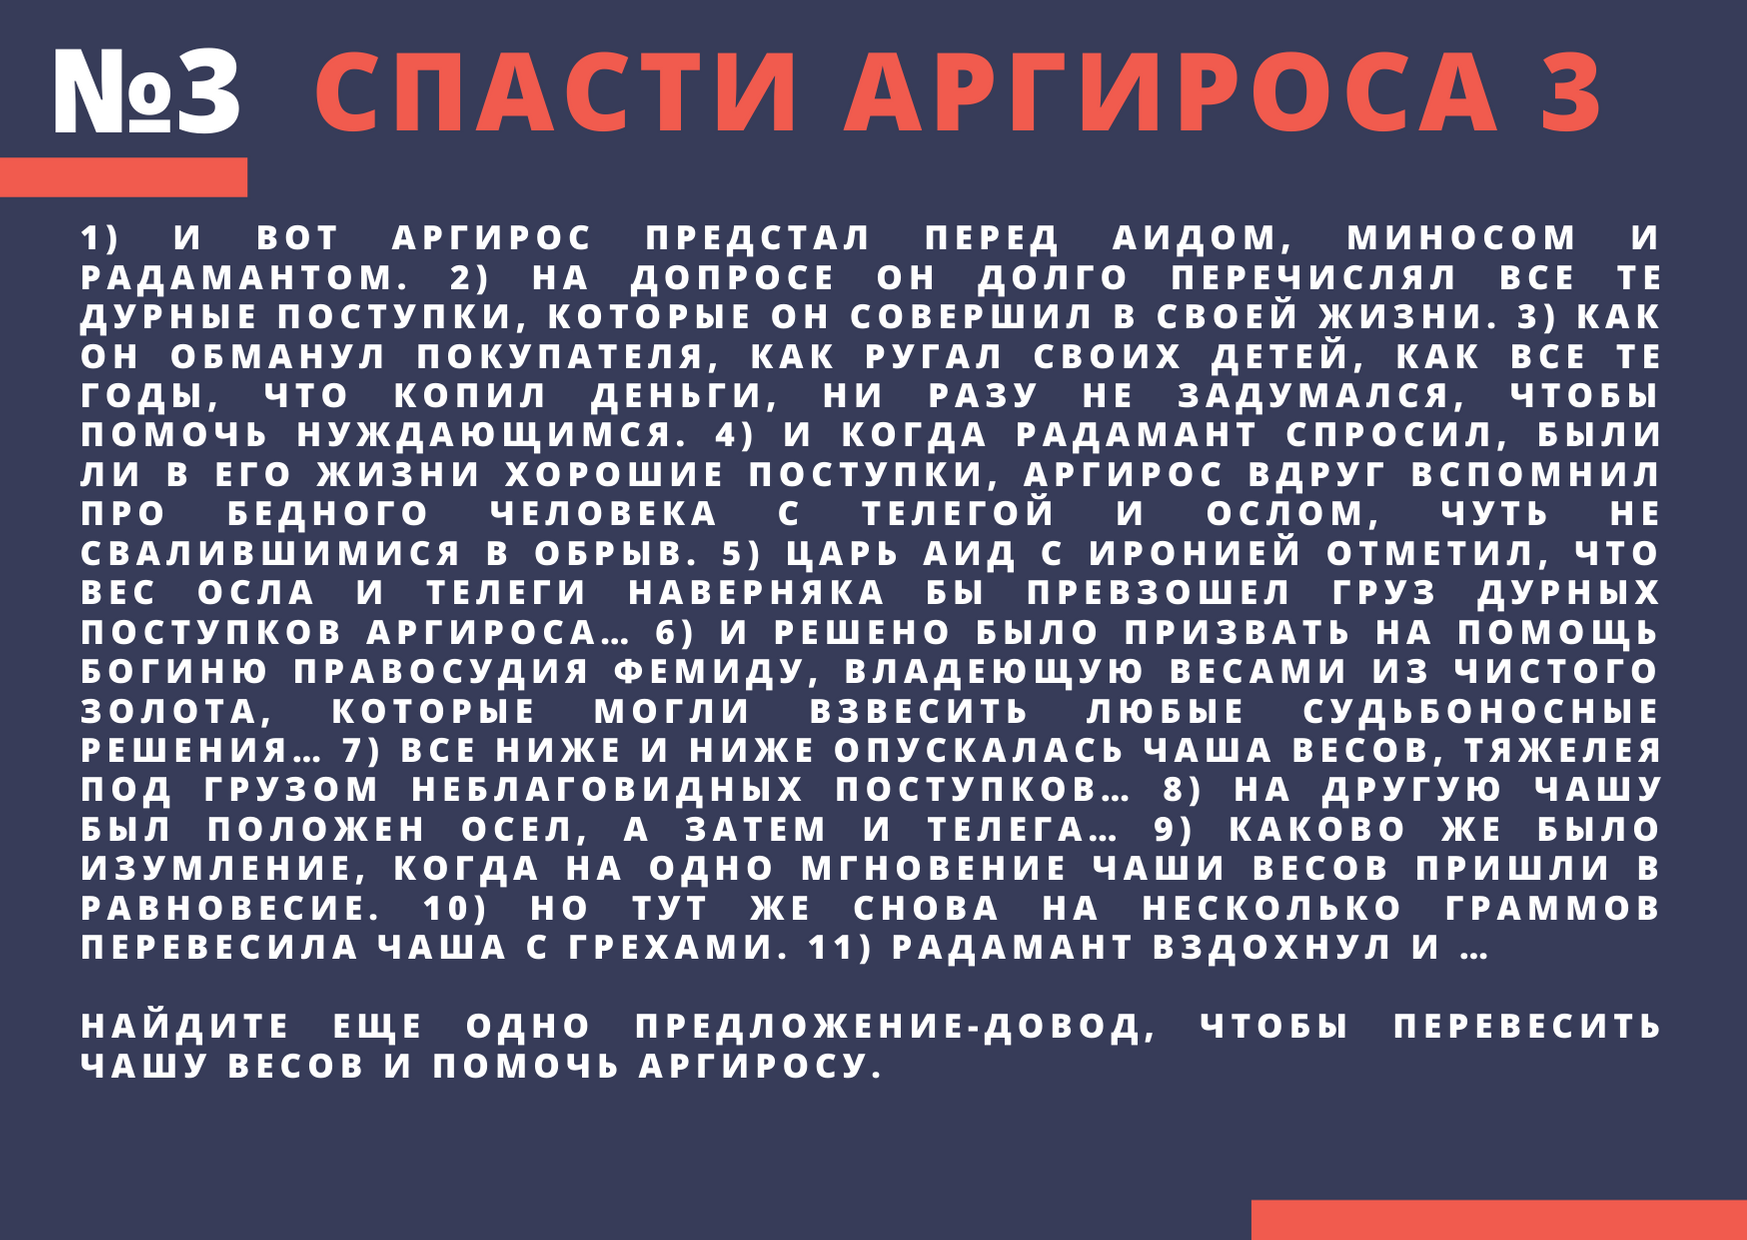 №3 СПАСТИ АРГИРОСА 3
1) И ВОТ АРГИРОС ПРЕДСТАЛ ПЕРЕД АИДОМ, МИНОСОМ И
РАДАМАНТОМ. 2) НА ДОПРОСЕ ОН ДОЛГО ПЕРЕЧИСЛЯЛ ВСЕ ТЕ
ДУРНЫЕ ПОСТУПКИ, КОТОРЫЕ ОН СОВЕРШИЛ В СВОЕЙ ЖИЗНИ. 3) КАК
ОН ОБМАНУЛ ПОКУПАТЕЛЯ, КАК РУГАЛ СВОИХ ДЕТЕЙ, КАК ВСЕ ТЕ
ГОДЫ, ЧТО КОПИЛ ДЕНЬГИ, НИ РАЗУ НЕ ЗАДУМАЛСЯ, ЧТОБЫ
ПОМОЧЬ НУЖДАЮЩИМСЯ. 4) И КОГДА РАДАМАНТ СПРОСИЛ, БЫЛИ
ЛИ В ЕГО ЖИЗНИ ХОРОШИЕ ПОСТУПКИ, АРГИРОС ВДРУГ ВСПОМНИЛ
ПРО БЕДНОГО ЧЕЛОВЕКА С ТЕЛЕГОЙ И ОСЛОМ, ЧУТЬ НЕ
СВАЛИВШИМИСЯ В ОБРЫВ. 5) ЦАРЬ АИД С ИРОНИЕЙ ОТМЕТИЛ, ЧТО
ВЕС ОСЛА И ТЕЛЕГИ НАВЕРНЯКА БЫ ПРЕВЗОШЕЛ ГРУЗ ДУРНЫХ
ПОСТУПКОВ АРГИРОСА... 6) И РЕШЕНО БЫЛО ПРИЗВАТЬ НА ПОМОЩЬ
БОГИНЮ ПРАВОСУДИЯ ФЕМИДУ, ВЛАДЕЮЩУЮ ВЕСАМИ ИЗ ЧИСТОГО
ЗОЛОТА, КОТОРЫЕ МОГЛИ ВЗВЕСИТЬ ЛЮБЫЕ СУДЬБОНОСНЫЕ
РЕШЕНИЯ... 7) ВСЕ НИЖЕ И НИЖЕ ОПУСКАЛАСЬ ЧАША ВЕСОВ, ТЯЖЕЛЕЯ
ПОД ГРУЗОМ НЕБЛАГОВИДНЫХ ПОСТУПКОВ... 8) НА ДРУГУЮ ЧАШУ
БЫЛ ПОЛОЖЕН ОСЕЛ, А ЗАТЕМ И ТЕЛЕГА... 9) КАКОВО ЖЕ БЫЛО
ИЗУМЛЕНИЕ, КОГДА НА ОДНО МГНОВЕНИЕ ЧАШИ ВЕСОВ ПРИШЛИ В
РАВНОВЕСИЕ. 10) НО ТУТ ЖЕ СНОВА НА НЕСКОЛЬКО ГРАММОВ
ПЕРЕВЕСИЛА ЧАША С ГРЕХАМИ. 11) РАДАМАНТ ВЗДОХНУЛ И ...
НАЙДИТЕ ЕЩЕ ОДНО ПРЕДЛОЖЕНИЕ-ДОВОД, ЧТОБЫ ПЕРЕВЕСИТЬ
ЧАШУ ВЕСОВ И ПОМОЧЬ АРГИРОСУ.